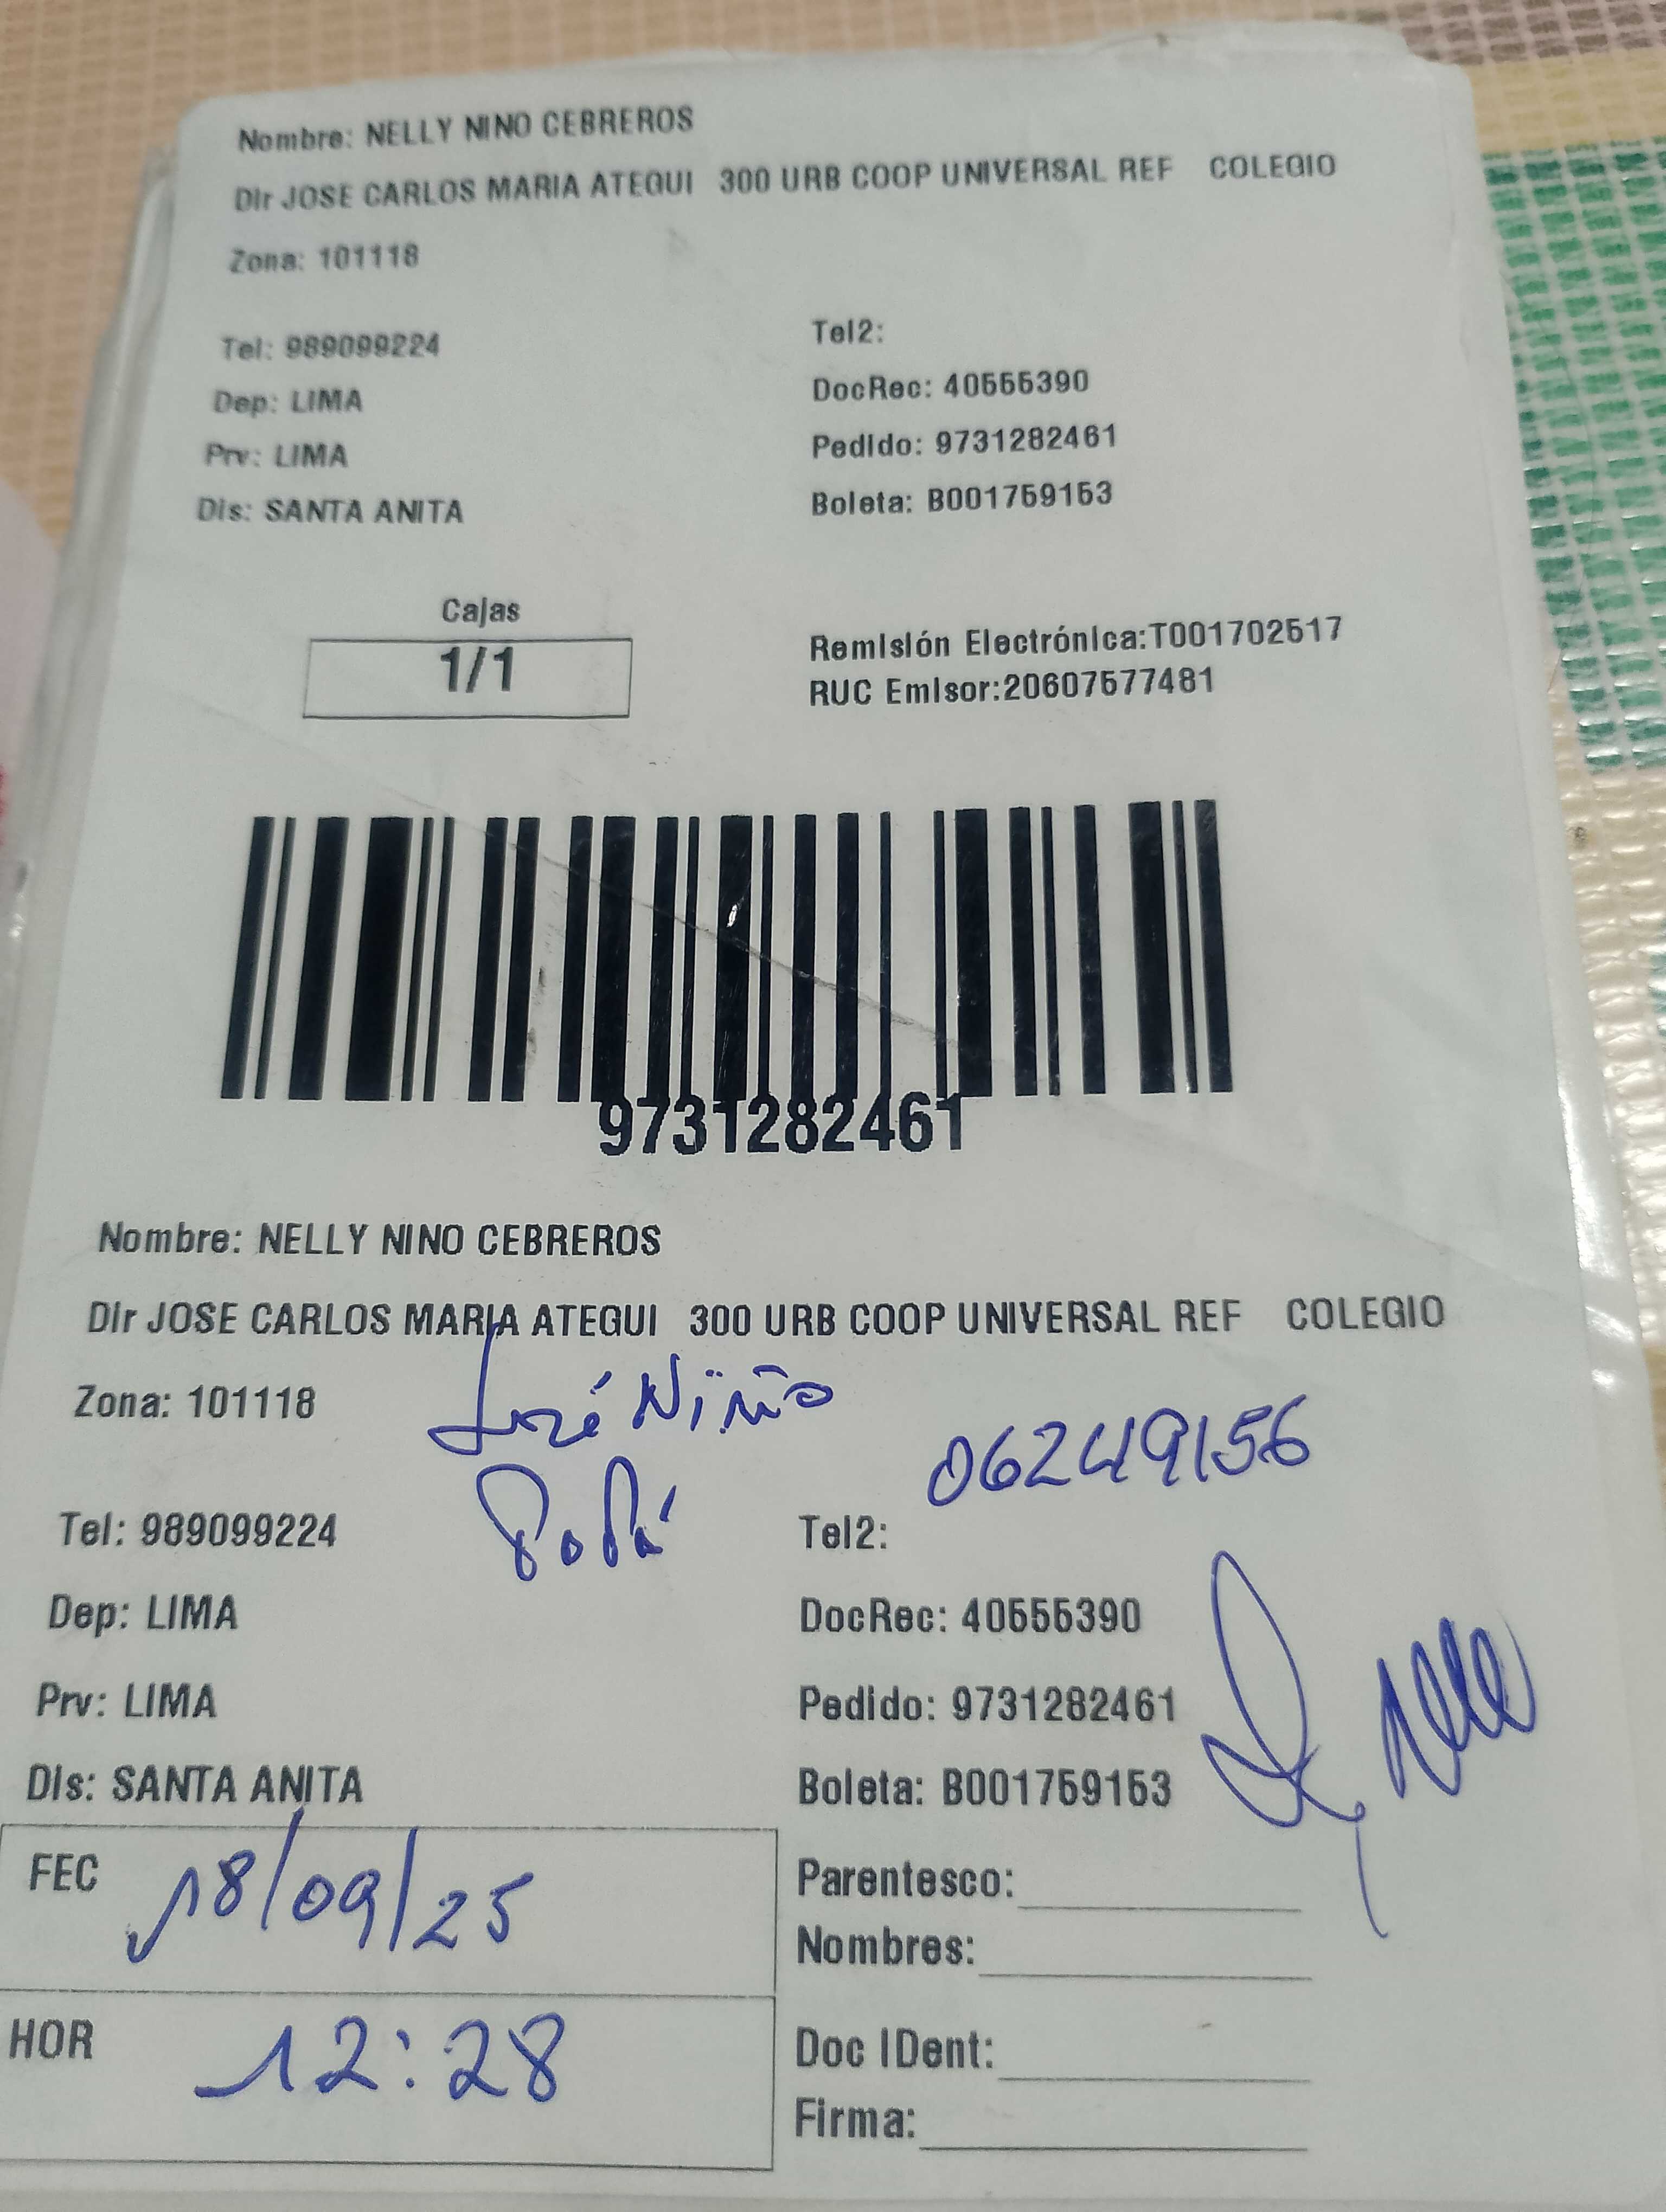 Nombre: NELLY NINO CEBREROS
Dir JOSE CARLOS MARIA ATEGUI 300 URB COOP UNIVERSAL REF COLEGIO
Zona: 101118
Tel: 989099224 Tel2:
Dep: LIMA DocRec: 40555390
Prv: LIMA Pedido: 9731282461
Dis: SANTA ANITA Boleta: B001759153
Cajas
1/1
Remisión Electrónica:T001702517
RUC Emisor:20607577481
9731282461
Nombre: NELLY NINO CEBREROS
Dir JOSE CARLOS MARIA ATEGUI 300 URB COOP UNIVERSAL REF COLEGIO
José Niño
Zona: 101118
06249156
Papá
Tel: 989099224 Tel2:
Dep: LIMA DocRec: 40555390
Prv: LIMA Pedido: 9731282461
Dis: SANTA ANITA Boleta: B001759153
FEC 18/09/25
Parentesco:
Nombres:
HOR 12:28
Doc IDent:
Firma: